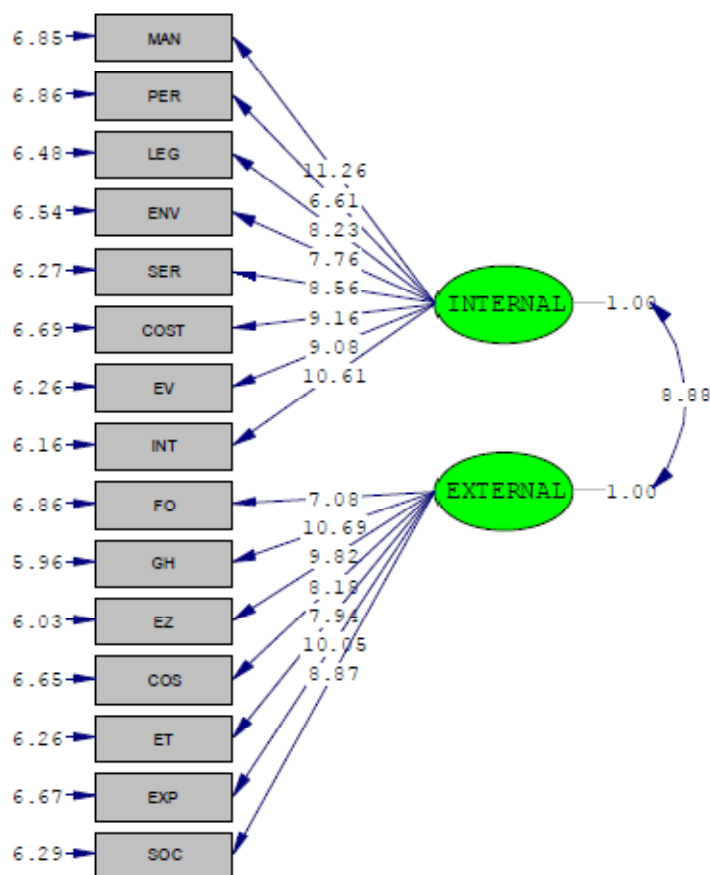 6.85 MAN
6.86 PER
6.48 LEG
11.26
6.61
8.23
6.54 ENV
7.76
6.27 SER
8.56
INTERNAL 1.00
6.69 COST
9.16
9.08
6.26 EV
10.61
8.88
6.16 INT
6.86 FO
7.08
EXTERNAL 1.00
10.69
5.96 GH
9.82
8.18
6.03 EZ
7.94
10.05
6.65 COS
8.87
6.26 ET
6.67 EXP
6.29 SOC